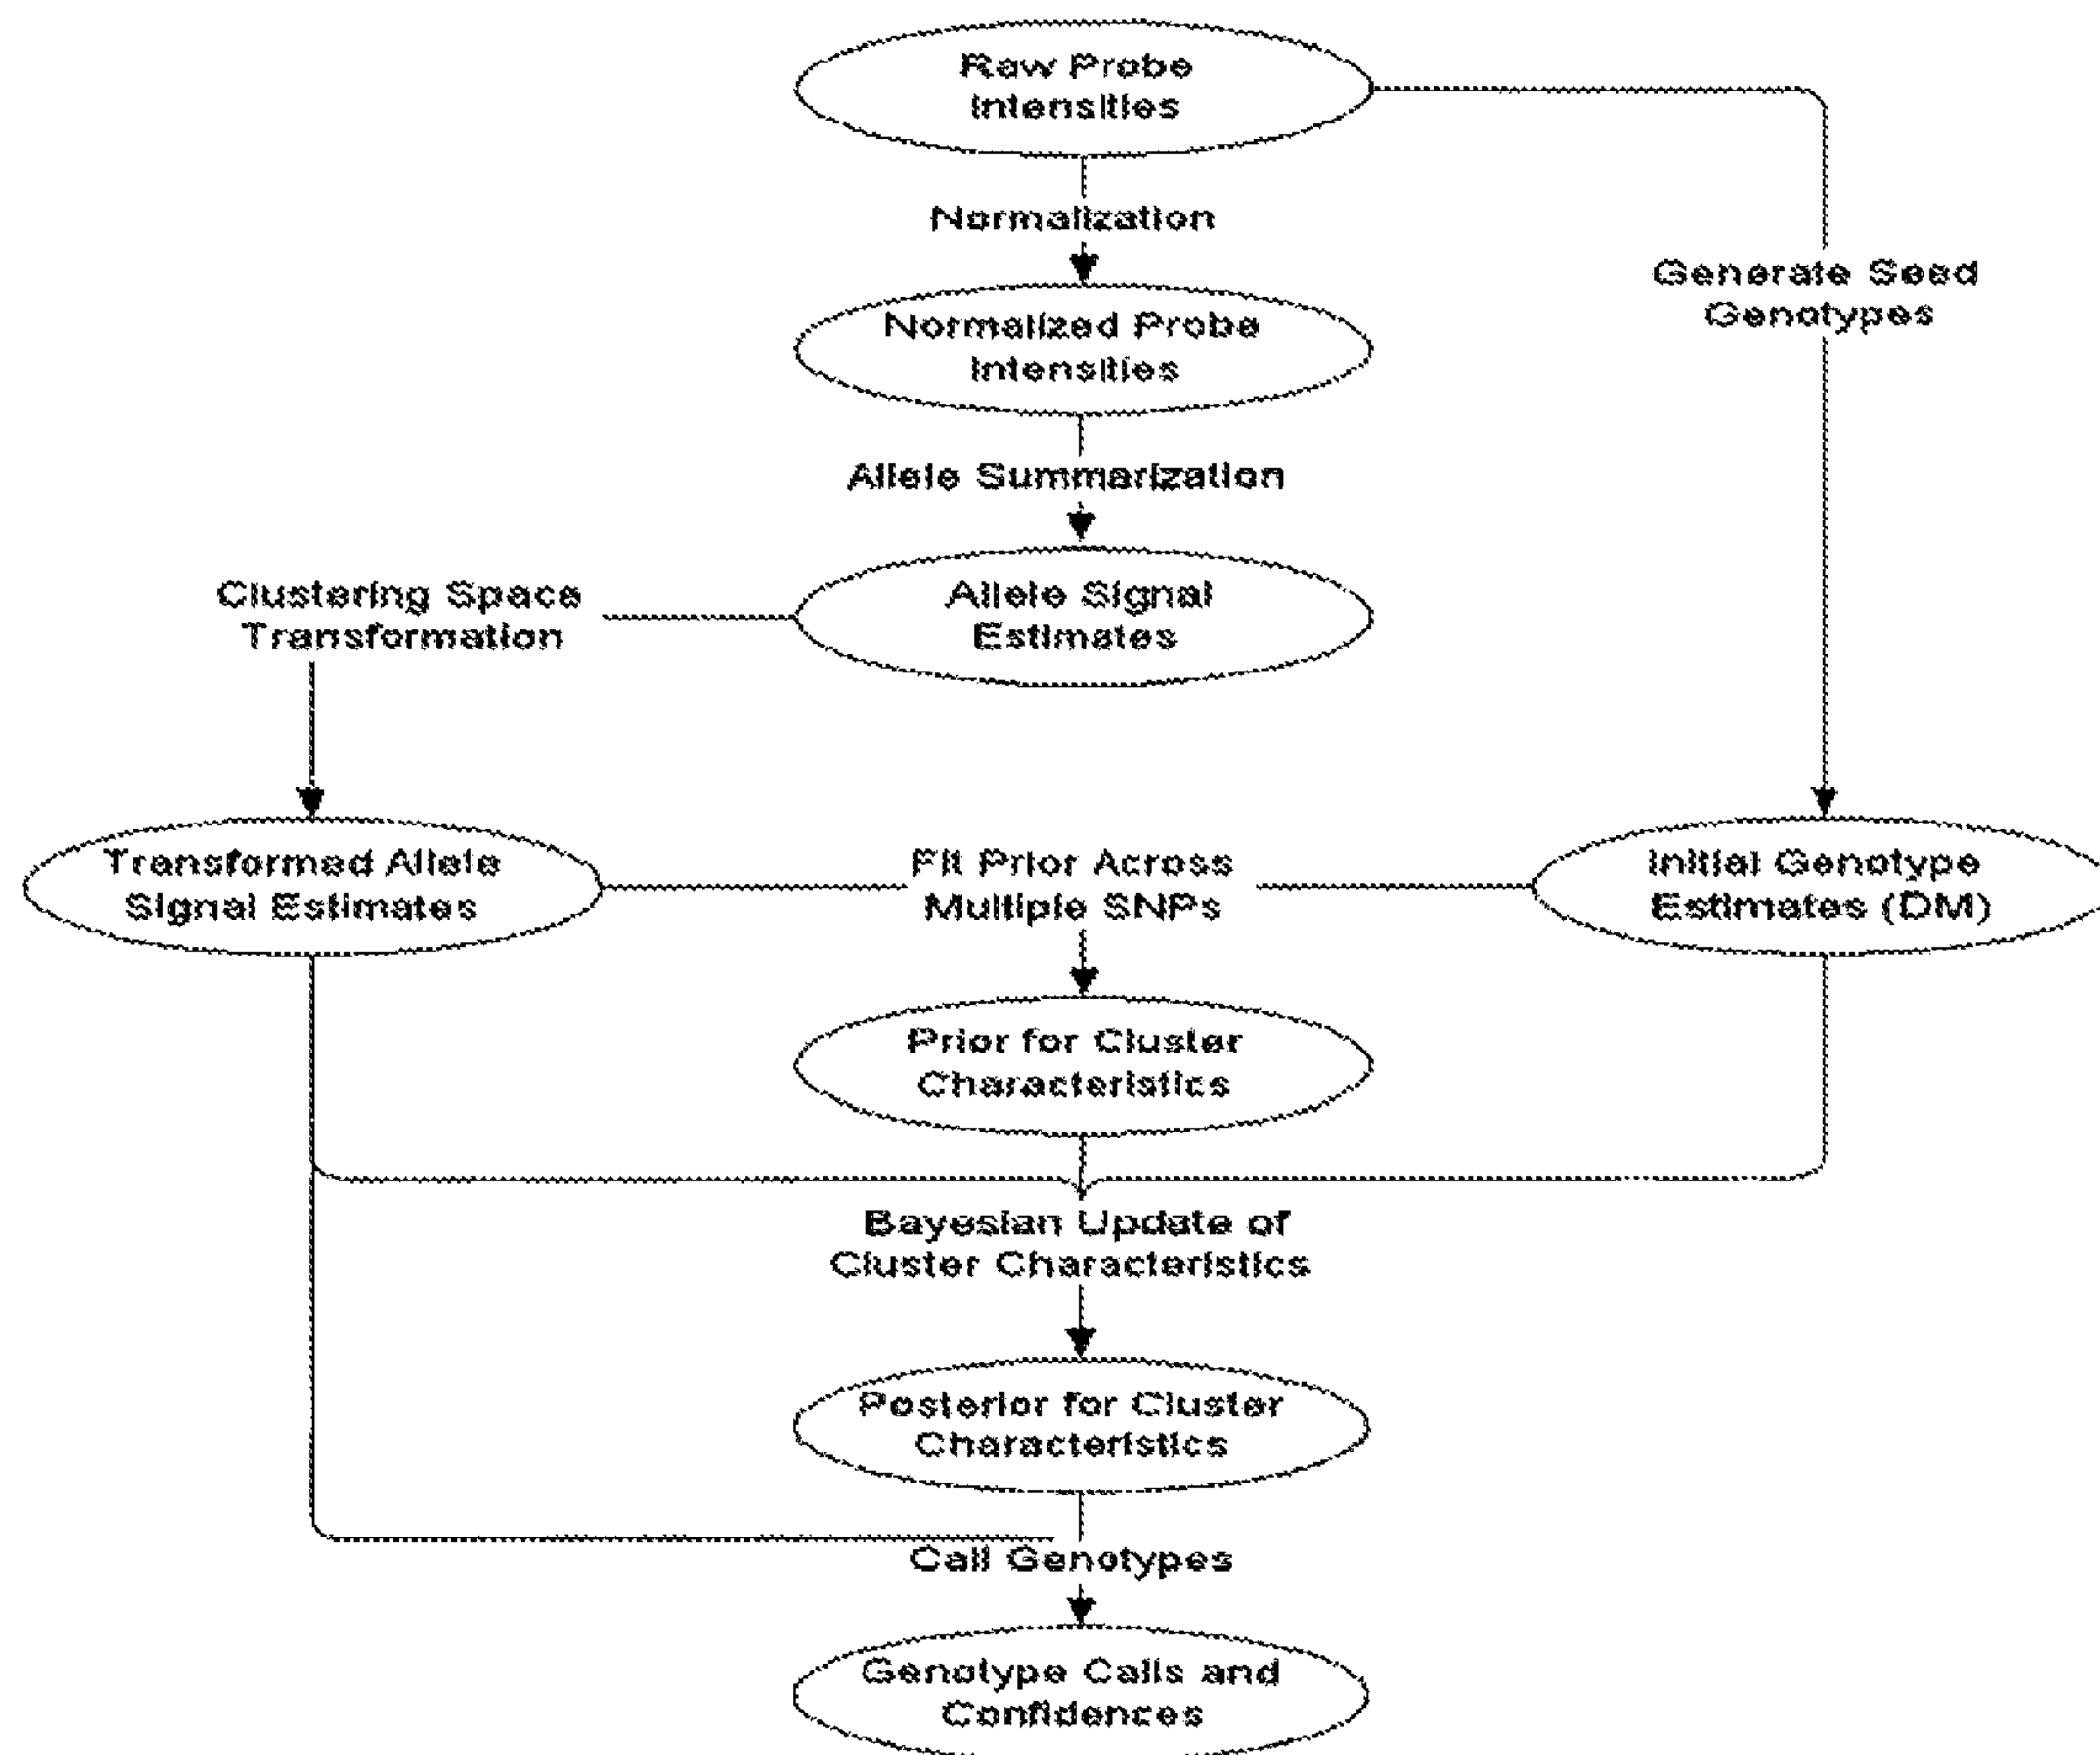 Raw Probe
Intensities
Normalization
Generate Seed
Genotypes
Normalized Probe
Intensities
Allele Summarization
Clustering Space
Transformation
Allele Signal
Estimates
Transformed Allele
Signal Estimates
Fit Prior Across
Multiple SNPs
Initial Genotype
Estimates (DM)
Prior for Cluster
Characteristics
Bayesian Update of
Cluster Characteristics
Posterior for Cluster
Characteristics
Call Genotypes
Genotype Calls and
Confidences